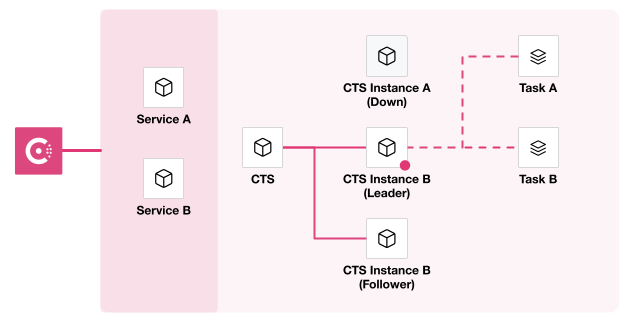 CTS Instance A
(Down)
Task A
Service A
CTS
CTS Instance B
(Leader)
Task B
Service B
CTS Instance B
(Follower)